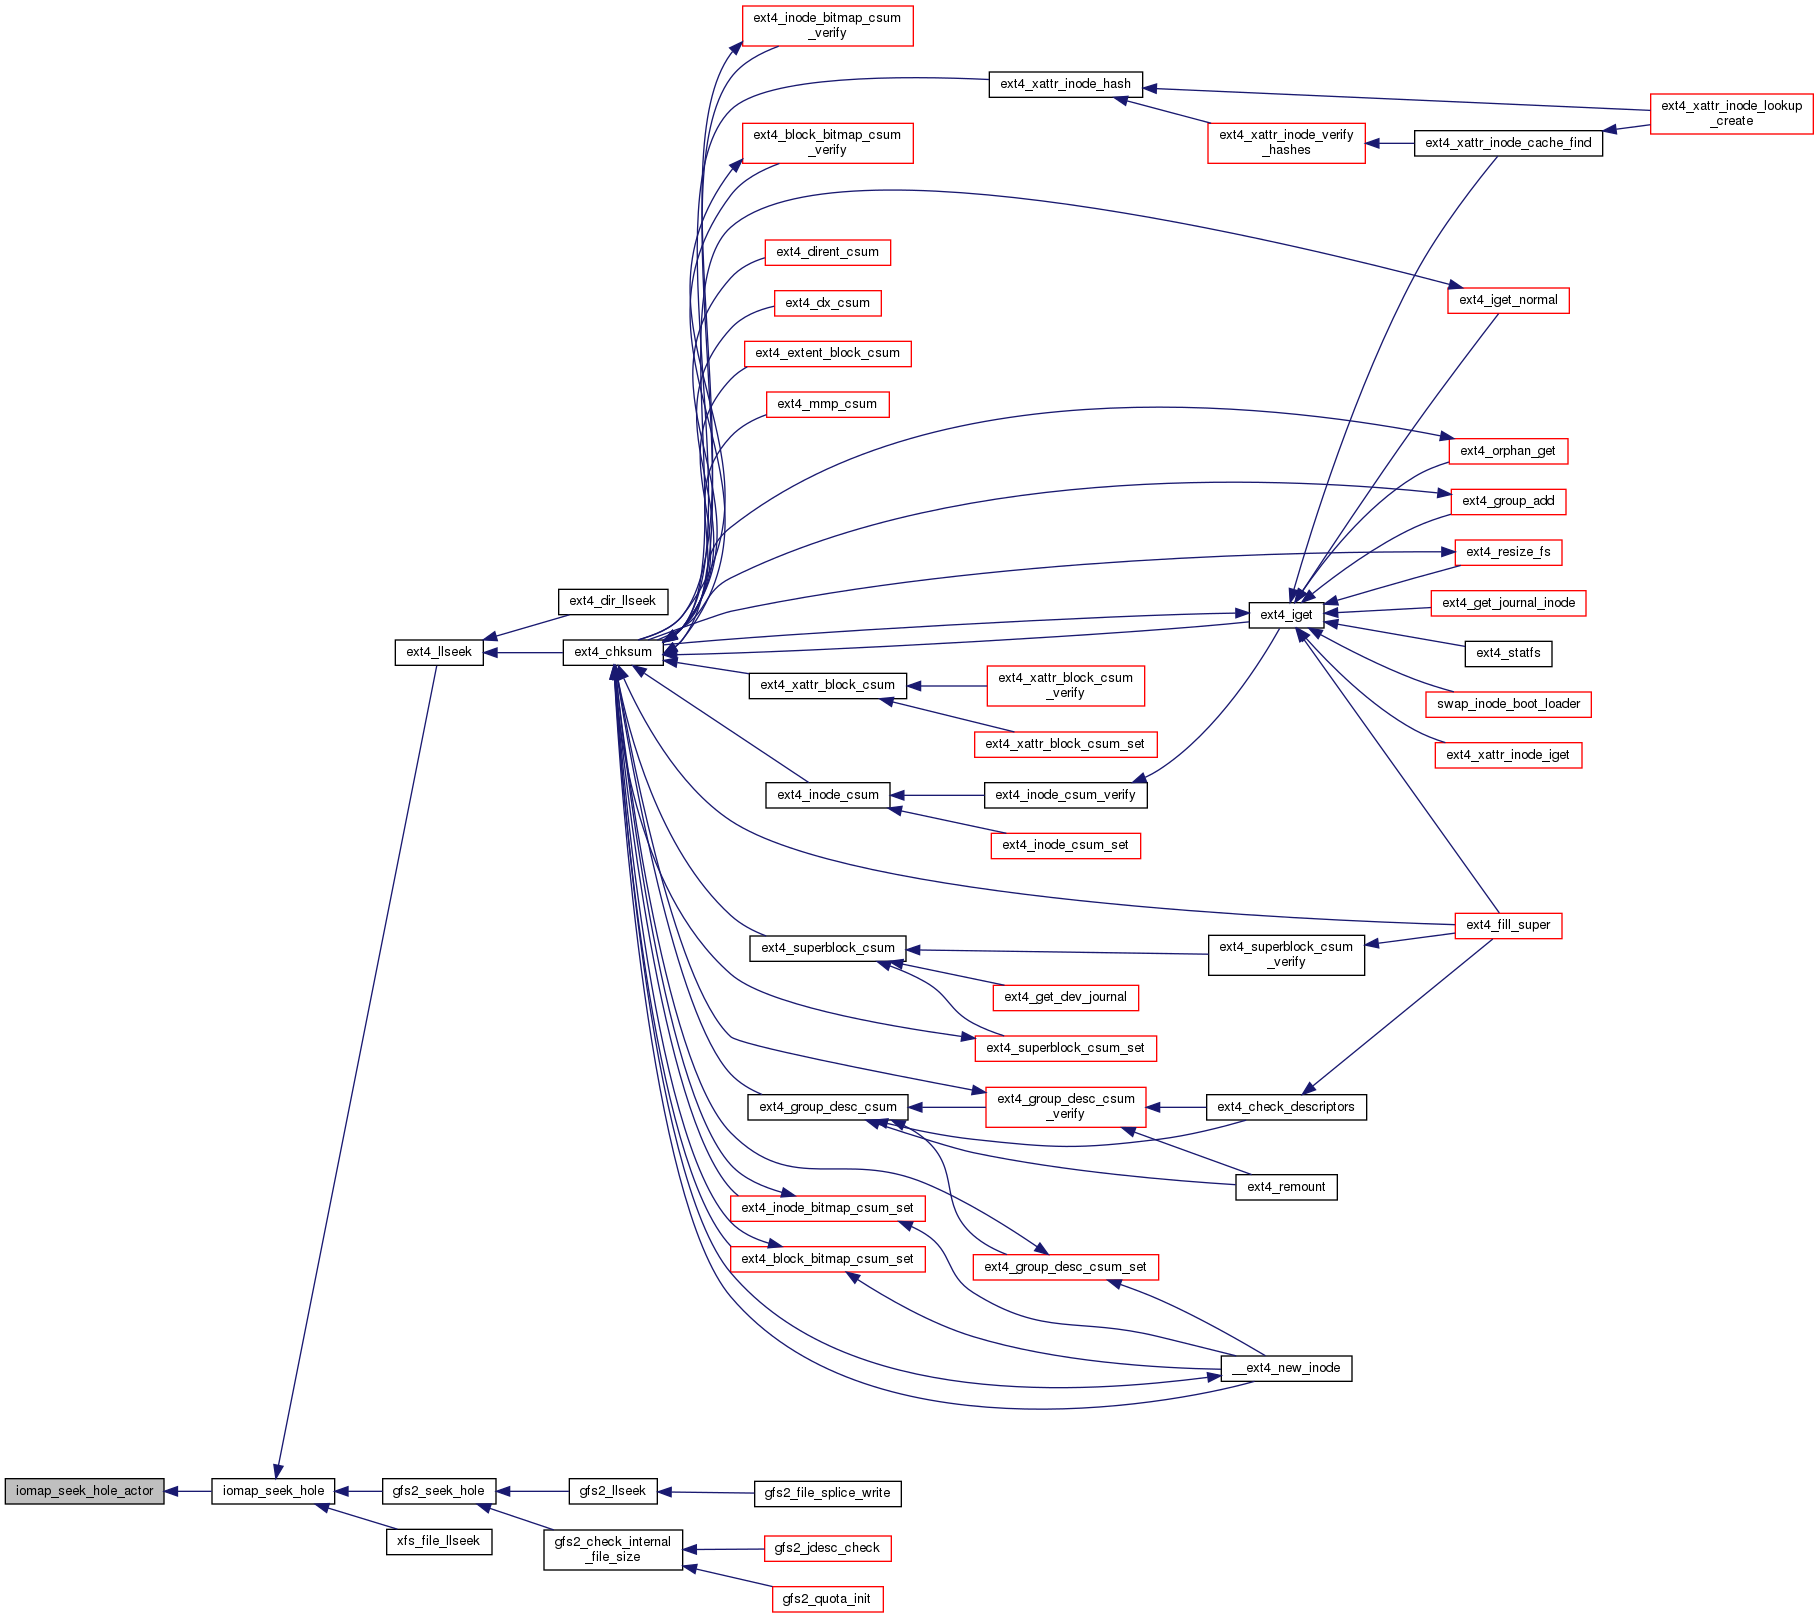 ext4_inode_bitmap_csum
_verify
ext4_xattr_inode_hash
ext4_xattr_inode_lookup
_create
ext4_block_bitmap_csum
_verify
ext4_xattr_inode_verify
_hashes
ext4_xattr_inode_cache_find
ext4_dirent_csum
ext4_dx_csum
ext4_iget_normal
ext4_extent_block_csum
ext4_mmp_csum
ext4_orphan_get
ext4_group_add
ext4_resize_fs
ext4_dir_llseek
ext4_iget
ext4_get_journal_inode
ext4_llseek
ext4_chksum
ext4_statfs
ext4_xattr_block_csum
ext4_xattr_block_csum
_verify
swap_inode_boot_loader
ext4_xattr_block_csum_set
ext4_xattr_inode_iget
ext4_inode_csum
ext4_inode_csum_verify
ext4_inode_csum_set
ext4_fill_super
ext4_superblock_csum
ext4_superblock_csum
_verify
ext4_get_dev_journal
ext4_superblock_csum_set
ext4_group_desc_csum
ext4_group_desc_csum
_verify
ext4_check_descriptors
ext4_remount
ext4_inode_bitmap_csum_set
ext4_block_bitmap_csum_set
ext4_group_desc_csum_set
__ext4_new_inode
iomap_seek_hole_actor
iomap_seek_hole
gfs2_seek_hole
gfs2_llseek
gfs2_file_splice_write
xfs_file_llseek
gfs2_check_internal
_file_size
gfs2_jdesc_check
gfs2_quota_init